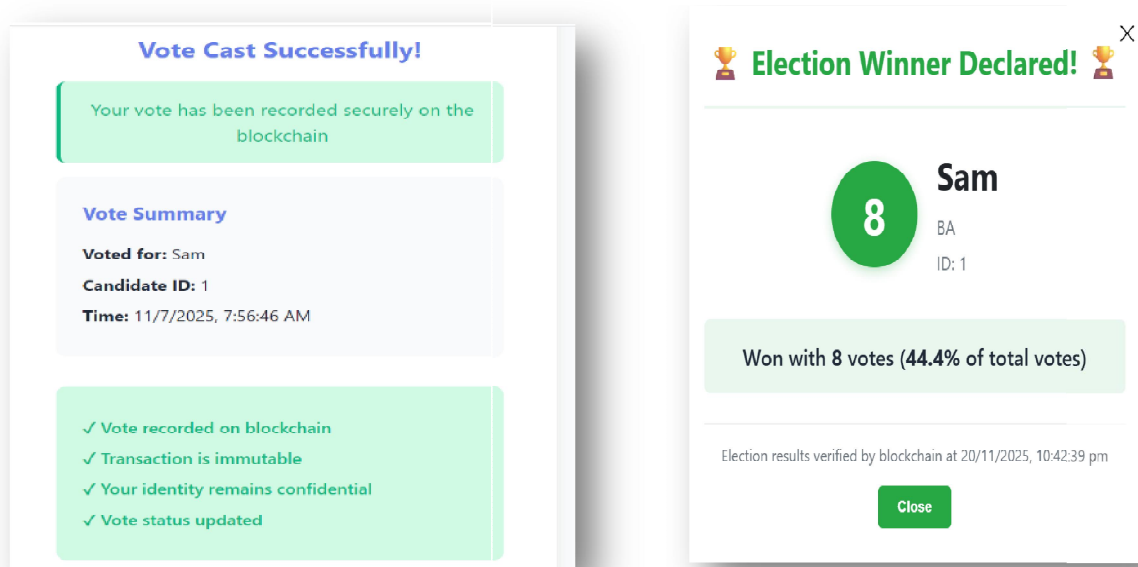 Vote Cast Successfully!
Your vote has been recorded securely on the
blockchain
Vote Summary
Voted for: Sam
Candidate ID: 1
Time: 11/7/2025, 7:56:46 AM
✓ Vote recorded on blockchain
✓ Transaction is immutable
✓ Your identity remains confidential
✓ Vote status updated
X
🏆 Election Winner Declared! 🏆
8
Sam
BA
ID: 1
Won with 8 votes (44.4% of total votes)
Election results verified by blockchain at 20/11/2025, 10:42:39 pm
Close